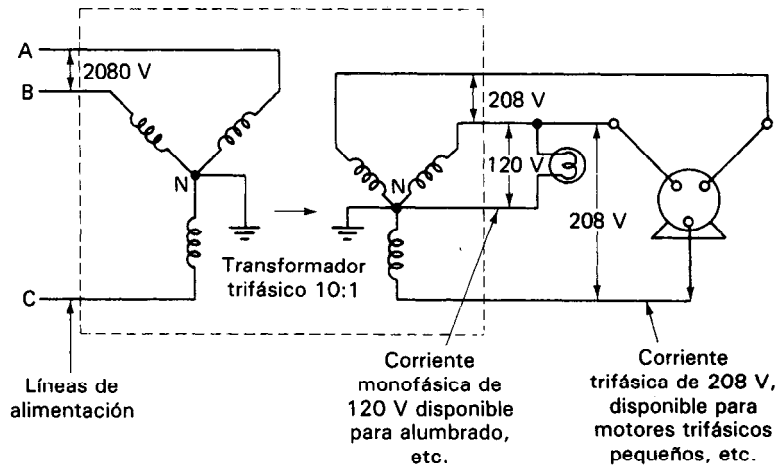 A
2080 V
B
208 V
120 V
N
N
208 V
Transformador
trifásico 10:1
C
Líneas de
alimentación
Corriente
monofásica de
120 V disponible
para alumbrado,
etc.
Corriente
trifásica de 208 V,
disponible para
motores trifásicos
pequeños, etc.